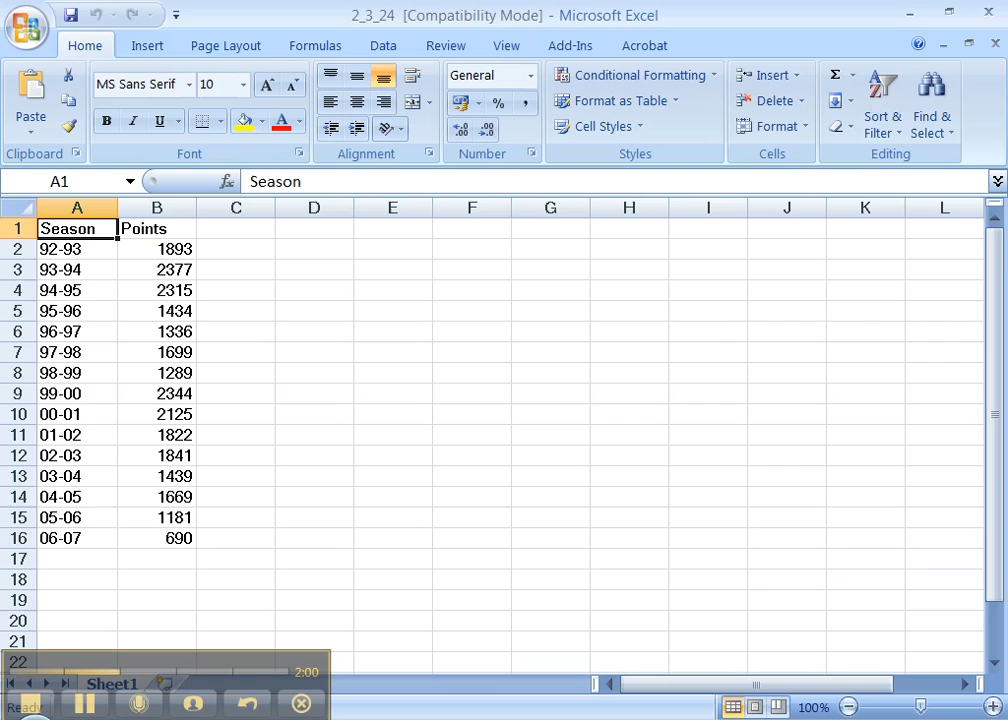 2_3_24 [Compatibility Mode] - Microsoft Excel
Home Insert Page Layout Formulas Data Review View Add-Ins Acrobat
Paste
Clipboard
MS Sans Serif 10
B I U
Font
Alignment
General
% ,
Number
Conditional Formatting
Format as Table
Cell Styles
Styles
Insert
Delete
Format
Cells
Σ
Sort & Filter
Find & Select
Editing
A1 fx Season
A B C D E F G H I J K L
1 Season Points
2 92-93 1893
3 93-94 2377
4 94-95 2315
5 95-96 1434
6 96-97 1336
7 97-98 1699
8 98-99 1289
9 99-00 2344
10 00-01 2125
11 01-02 1822
12 02-03 1841
13 03-04 1439
14 04-05 1669
15 05-06 1181
16 06-07 690
17
18
19
20
21
22
2:00
Sheet1
Ready 100%